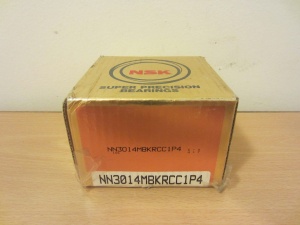 NSK
SUPER PRECISION
BEARINGS
NN3014MBKRCC1P4
NN3014MBKRCC1P4